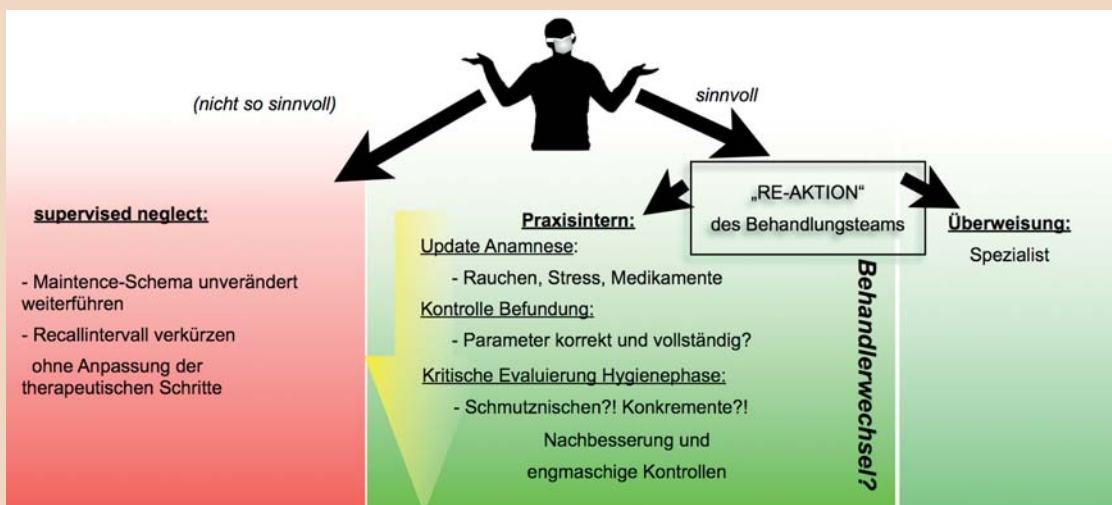 (nicht so sinnvoll)
sinnvoll
supervised neglect:
- Maintence-Schema unverändert
weiterführen
- Recallintervall verkürzen
ohne Anpassung der
therapeutischen Schritte
„RE-AKTION“
des Behandlungsteams
Praxisintern:
Update Anamnese:
- Rauchen, Stress, Medikamente
Kontrolle Befundung:
- Parameter korrekt und vollständig?
Kritische Evaluierung Hygienephase:
- Schmutznischen?! Konkremente?!
Nachbesserung und
engmaschige Kontrollen
Behandlerwechsel?
Überweisung:
Spezialist